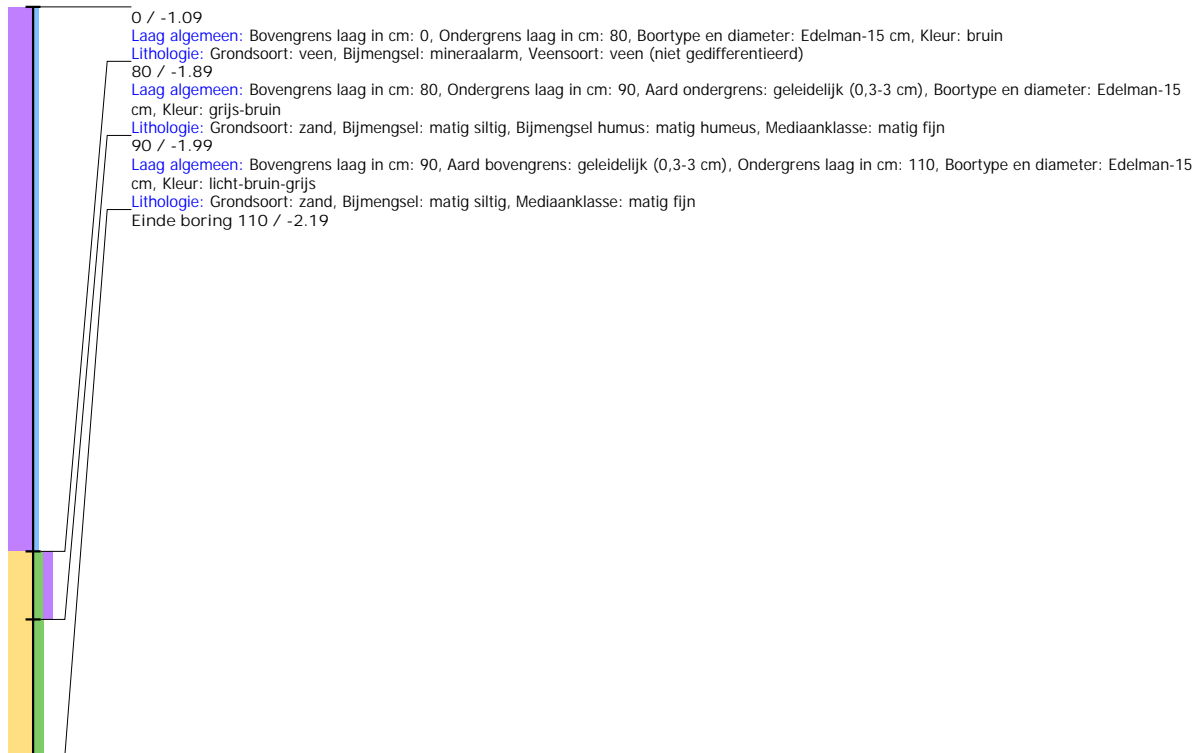 0 / -1.09
Laag algemeen: Bovengrens laag in cm: 0, Ondergrens laag in cm: 80, Boortype en diameter: Edelman-15 cm, Kleur: bruin
Lithologie: Grondsoort: veen, Bijmengsel: mineraalarm, Veensoort: veen (niet gedifferentieerd)
80 / -1.89
Laag algemeen: Bovengrens laag in cm: 80, Ondergrens laag in cm: 90, Aard ondergrens: geleidelijk (0,3-3 cm), Boortype en diameter: Edelman-15
cm, Kleur: grijs-bruin
Lithologie: Grondsoort: zand, Bijmengsel: matig siltig, Bijmengsel humus: matig humeus, Mediaanklasse: matig fijn
90 / -1.99
Laag algemeen: Bovengrens laag in cm: 90, Aard bovengrens: geleidelijk (0,3-3 cm), Ondergrens laag in cm: 110, Boortype en diameter: Edelman-15
cm, Kleur: licht-bruin-grijs
Lithologie: Grondsoort: zand, Bijmengsel: matig siltig, Mediaanklasse: matig fijn
Einde boring 110 / -2.19